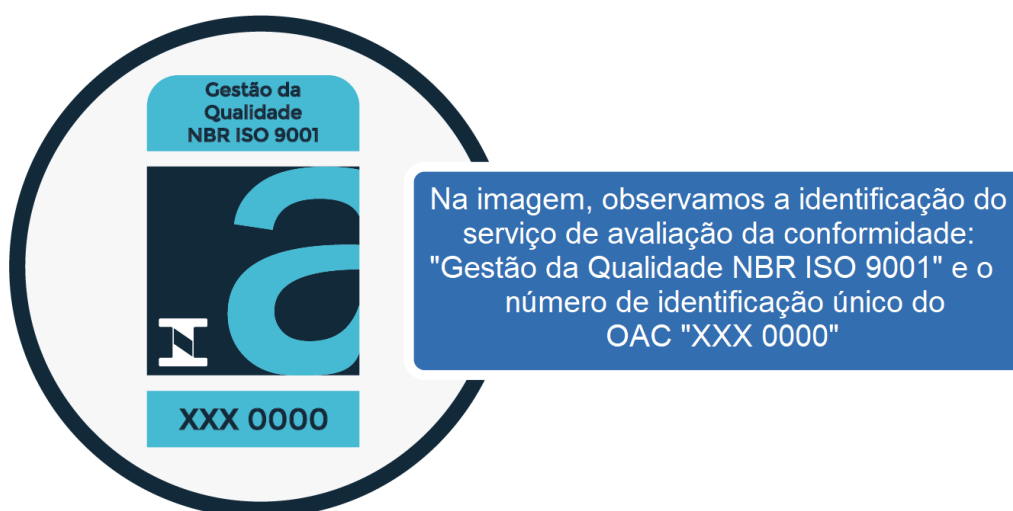 Gestão da
Qualidade
NBR ISO 9001
a
XXX 0000
Na imagem, observamos a identificação do
serviço de avaliação da conformidade:
"Gestão da Qualidade NBR ISO 9001" e o
número de identificação único do
OAC "XXX 0000"